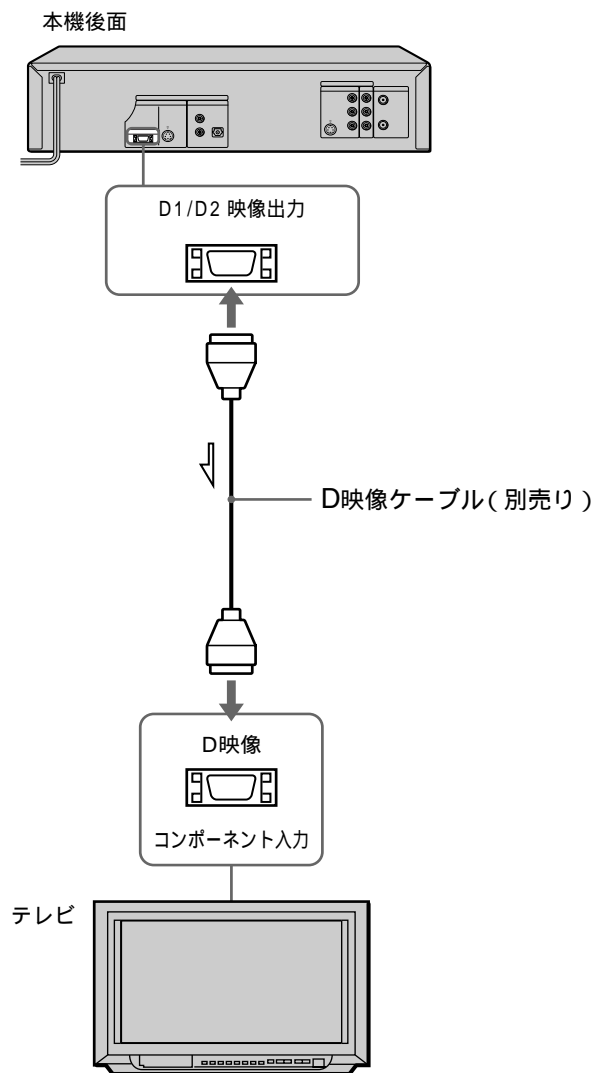 本機後面
D1/D2 映像出力
D映像ケーブル(別売り)
D映像
コンポーネント入力
テレビ